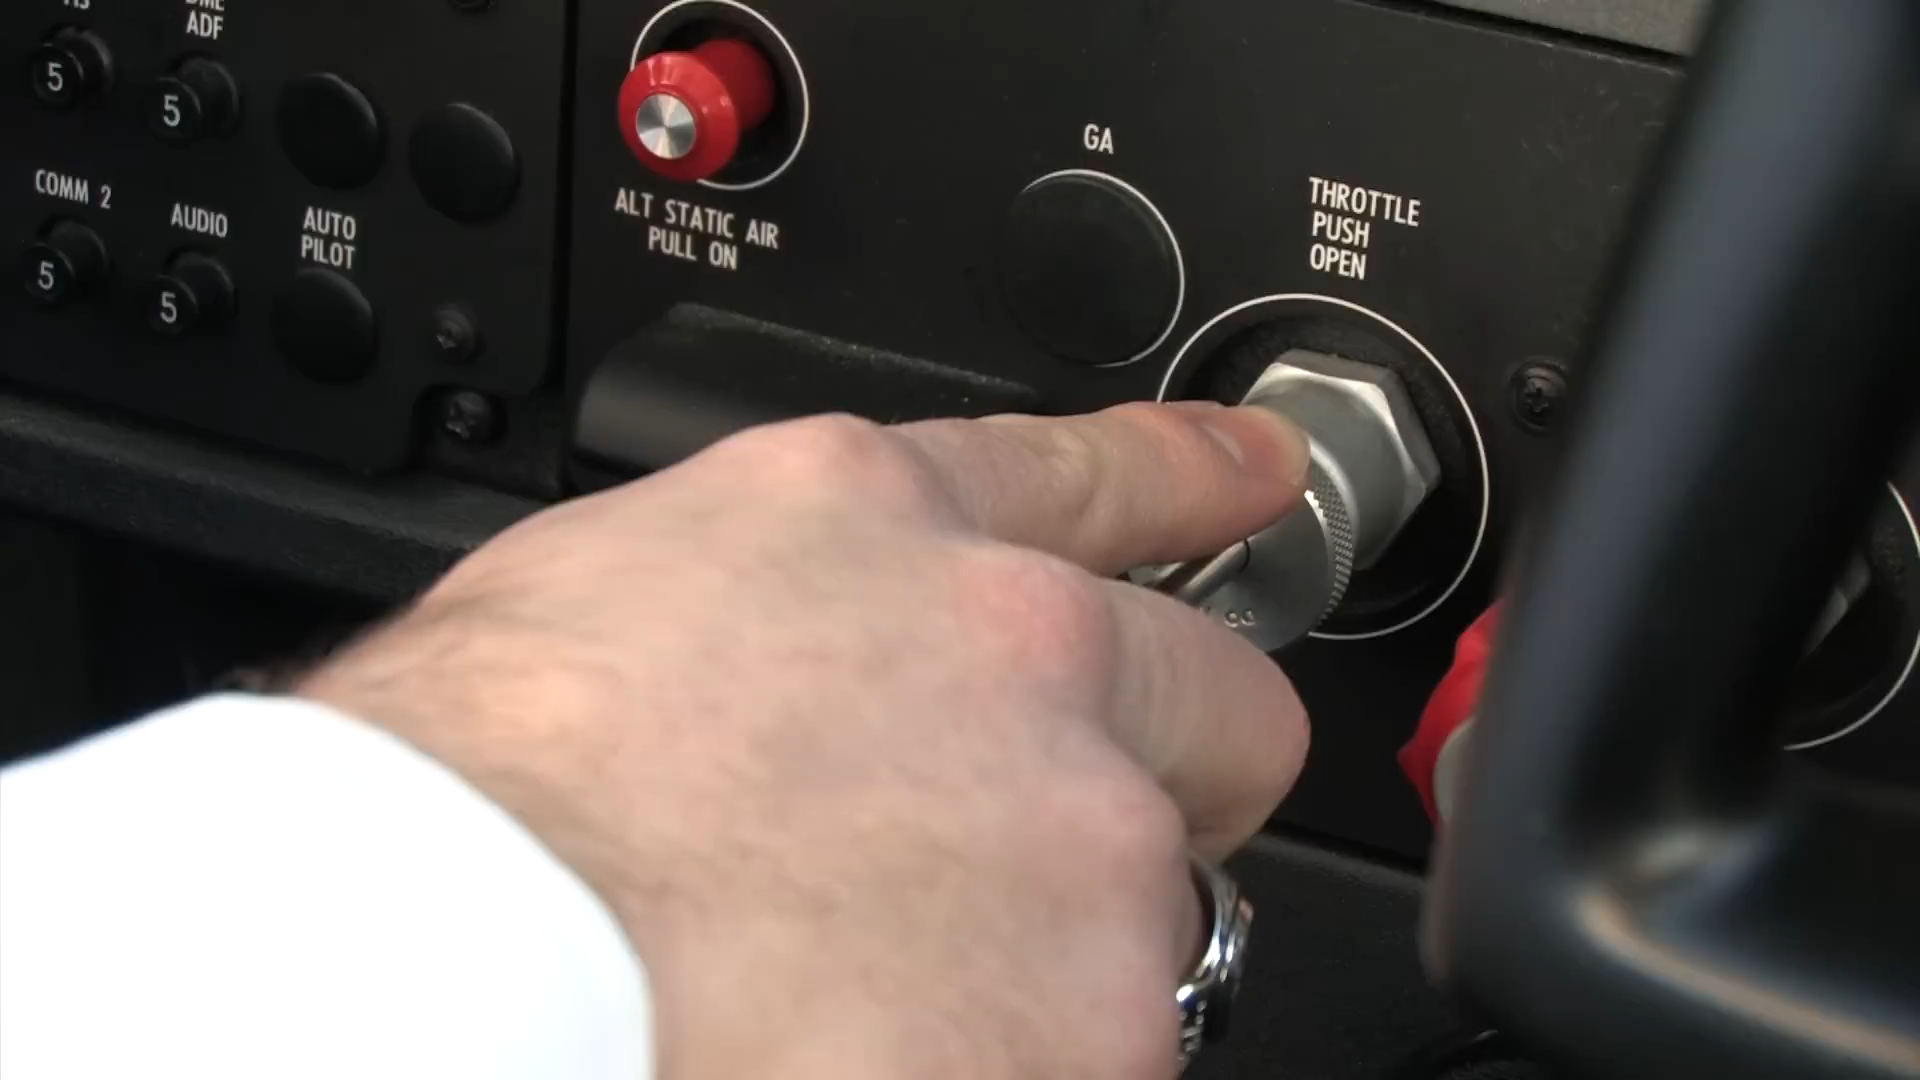 ADF
5
5
COMM 2
5
AUDIO
5
AUTO
PILOT
ALT STATIC AIR
PULL ON
GA
THROTTLE
PUSH
OPEN